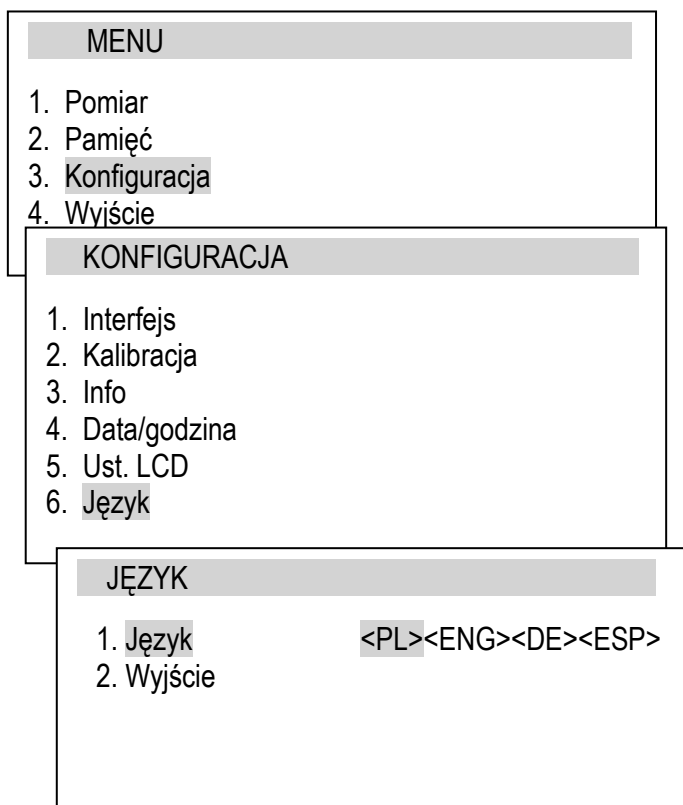 MENU
1. Pomiar
2. Pamięć
3. Konfiguracja
4. Wyjście
KONFIGURACJA
1. Interfejs
2. Kalibracja
3. Info
4. Data/godzina
5. Ust. LCD
6. Język
JĘZYK
1. Język <PL><ENG><DE><ESP>
2. Wyjście